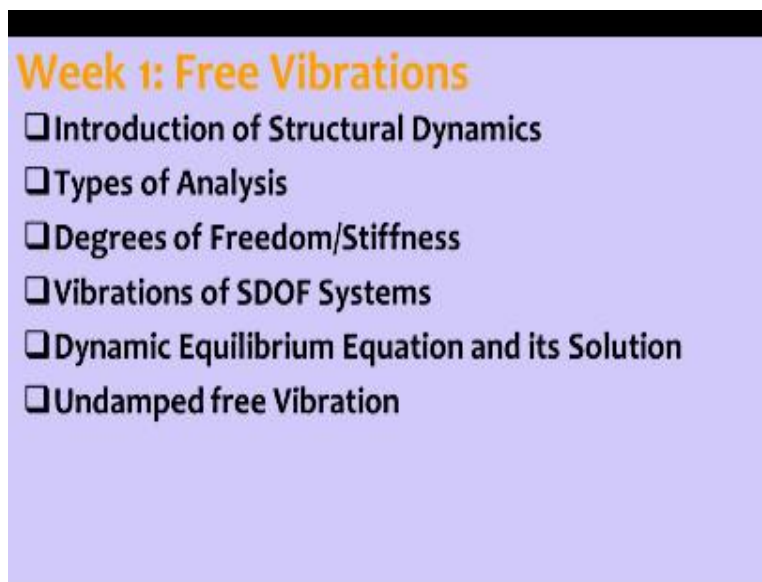 Week 1: Free Vibrations
❑Introduction of Structural Dynamics
❑Types of Analysis
❑Degrees of Freedom/Stiffness
❑Vibrations of SDOF Systems
❑Dynamic Equilibrium Equation and its Solution
❑Undamped free Vibration